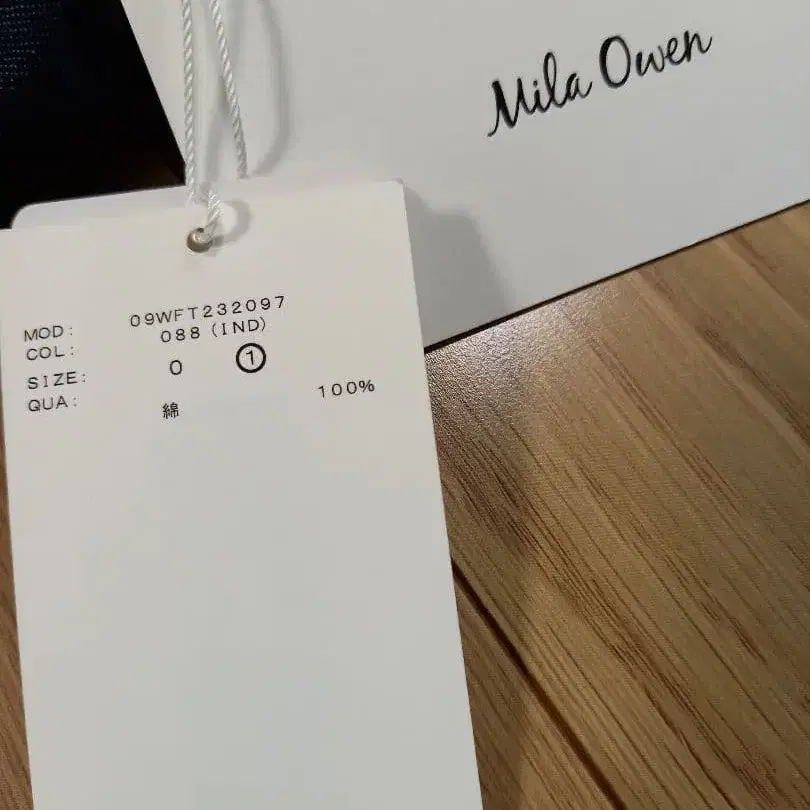 Mila Owen
MOD: 09WFT232097
COL: 088 (IND)
SIZE: 0 ①
QUA: 綿 100%